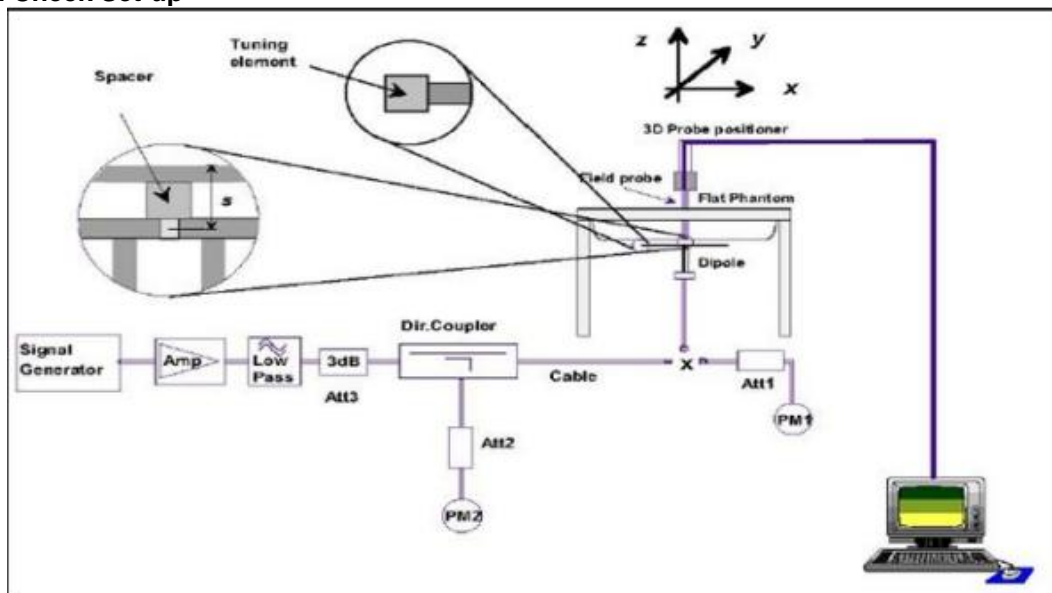 Tuning
element
Spacer
s
z
y
x
3D Probe positioner
Field probe
Flat Phantom
Dipole
Dir.Coupler
Signal
Generator
Amp
Low
Pass
3dB
Att3
Cable
x
Att1
PM1
Att2
PM2